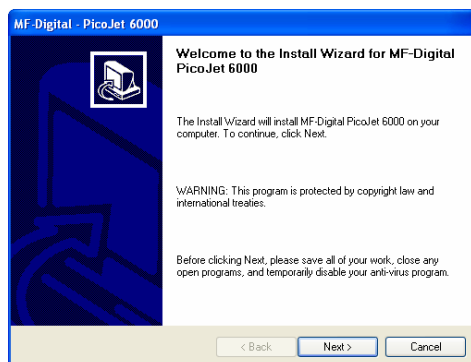 MF-Digital - PicoJet 6000
Welcome to the Install Wizard for MF-Digital
PicoJet 6000
The Install Wizard will install MF-Digital PicoJet 6000 on your
computer. To continue, click Next.
WARNING: This program is protected by copyright law and
international treaties.
Before clicking Next, please save all of your work, close any
open programs, and temporarily disable your anti-virus program.
< Back
Next >
Cancel